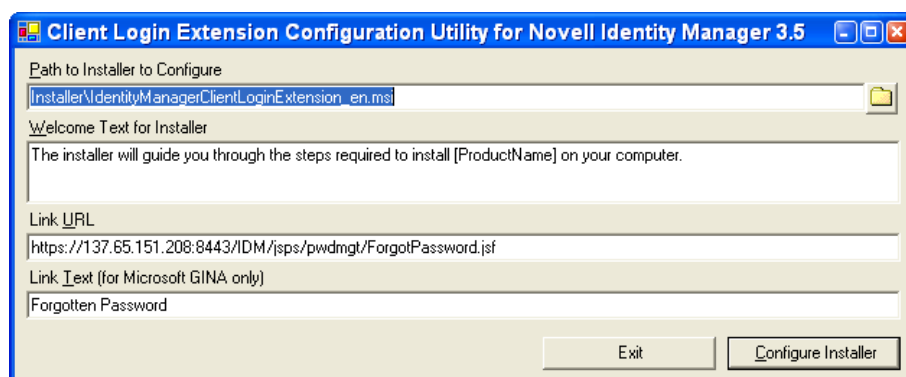 Client Login Extension Configuration Utility for Novell Identity Manager 3.5
Path to Installer to Configure
Installer\IdentityManagerClientLoginExtension_en.msi
Welcome Text for Installer
The installer will guide you through the steps required to install [ProductName] on your computer.
Link URL
https://137.65.151.208:8443/IDM/jsps/pwdmgt/ForgotPassword.jsf
Link Text (for Microsoft GINA only)
Forgotten Password
Exit
Configure Installer